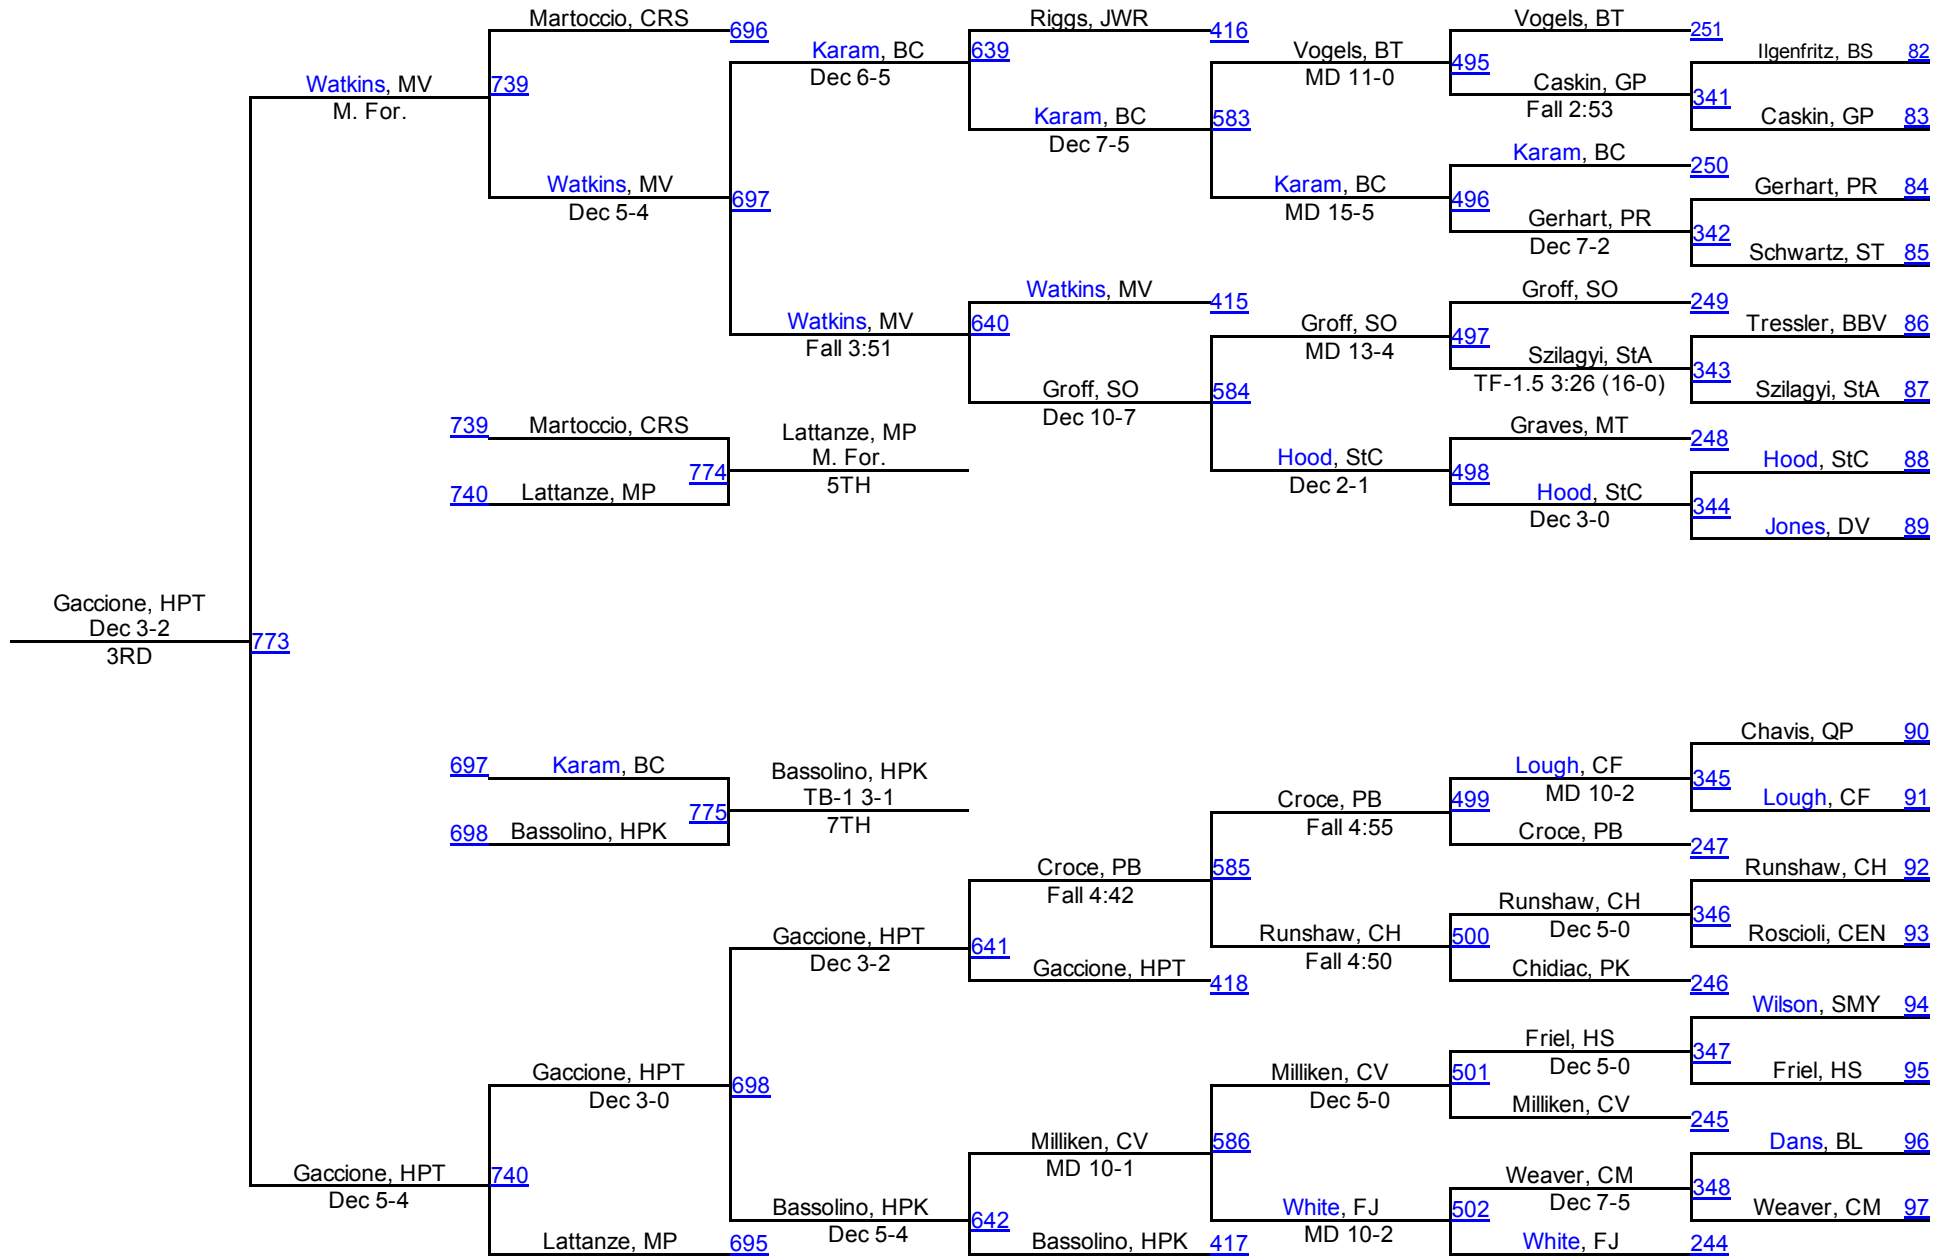 Martoccio, CRS
696
Riggs, JWR
416
Vogels, BT
251
Karam, BC
Dec 6-5
639
Vogels, BT
MD 11-0
495
Ilgenfritz, BS 82
Watkins, MV
M. For.
739
Caskin, GP
Fall 2:53
341
Karam, BC
Dec 7-5
583
Caskin, GP 83
Karam, BC
250
Watkins, MV
Dec 5-4
697
Karam, BC
MD 15-5
496
Gerhart, PR 84
Gerhart, PR
Dec 7-2
342
Schwartz, ST 85
Watkins, MV
415
Groff, SO
249
Watkins, MV
Fall 3:51
640
Groff, SO
MD 13-4
497
Tressler, BBV 86
Szilagyi, StA
TF-1.5 3:26 (16-0)
343
Groff, SO
Dec 10-7
584
Szilagyi, StA 87
739 Martoccio, CRS
Lattanze, MP
M. For.
5TH
774
740 Lattanze, MP
Graves, MT
248
Hood, StC
Dec 2-1
498
Hood, StC 88
Hood, StC
Dec 3-0
344
Jones, DV 89
Gaccione, HPT
Dec 3-2
3RD
773
Chavis, QP 90
697 Karam, BC
Bassolino, HPK
TB-1 3-1
7TH
775
698 Bassolino, HPK
Lough, CF
MD 10-2
345
Croce, PB
Fall 4:55
499
Lough, CF 91
Croce, PB
247
Croce, PB
Fall 4:42
585
Runshaw, CH 92
Runshaw, CH
Dec 5-0
346
Gaccione, HPT
Dec 3-2
641
Runshaw, CH
Fall 4:50
500
Roscioli, CEN 93
Gaccione, HPT
418
Chidiac, PK
246
Wilson, SMY 94
Friel, HS
Dec 5-0
347
Gaccione, HPT
Dec 3-0
698
Milliken, CV
Dec 5-0
501
Friel, HS 95
Milliken, CV
245
Milliken, CV
MD 10-1
586
Dans, BL 96
Gaccione, HPT
Dec 5-4
740
Weaver, CM
Dec 7-5
348
Bassolino, HPK
Dec 5-4
642
White, FJ
MD 10-2
502
Weaver, CM 97
Lattanze, MP
695
Bassolino, HPK
417
White, FJ
244